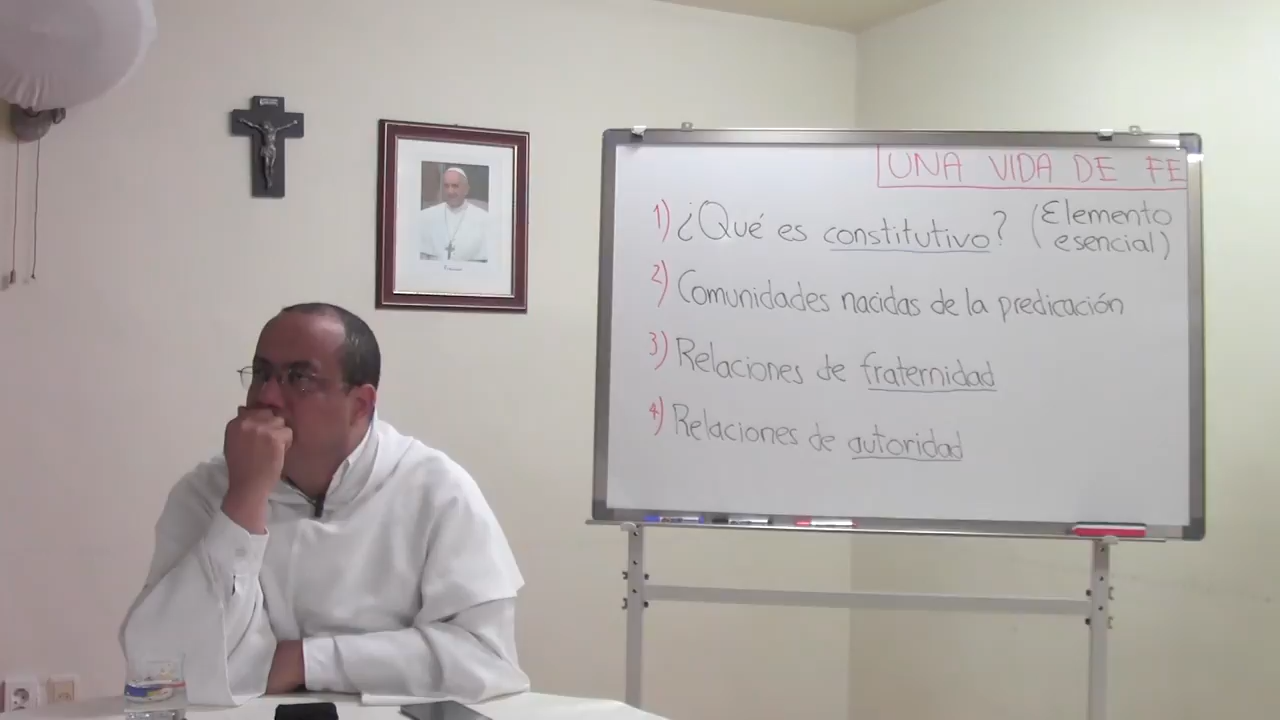 UNA VIDA DE FE
1) ¿Qué es constitutivo? (Elemento
esencial)
2) Comunidades nacidas de la predicación
3) Relaciones de fraternidad
4) Relaciones de autoridad